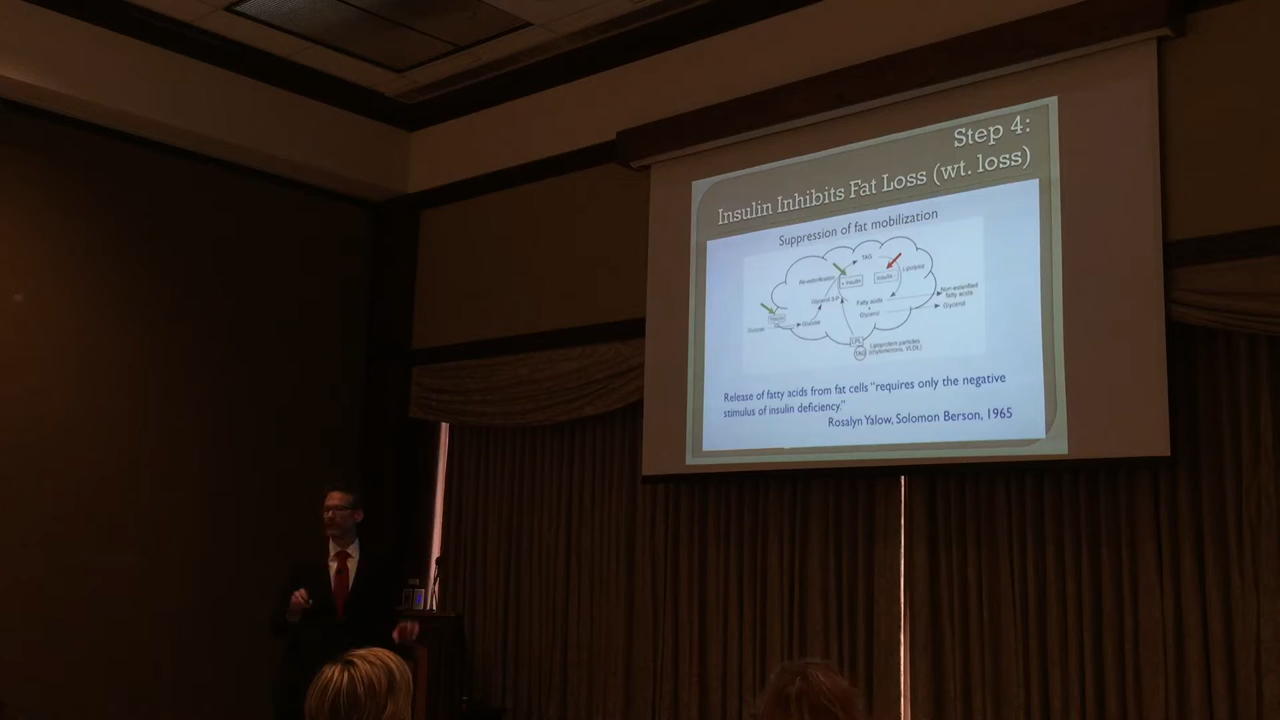 Step 4:
Insulin Inhibits Fat Loss (wt. loss)
Suppression of fat mobilization
TAG
Lipolysis
Re-esterification
+ Insulin
Insulin -
Glycerol 3-P
Fatty acids
+
Glycerol
Non-esterified
fatty acids
Glycerol
Glucose
Glucose
LPL
TAG
Lipoprotein particles
(chylomicrons, VLDL)
Release of fatty acids from fat cells “requires only the negative
stimulus of insulin deficiency.”
Rosalyn Yalow, Solomon Berson, 1965